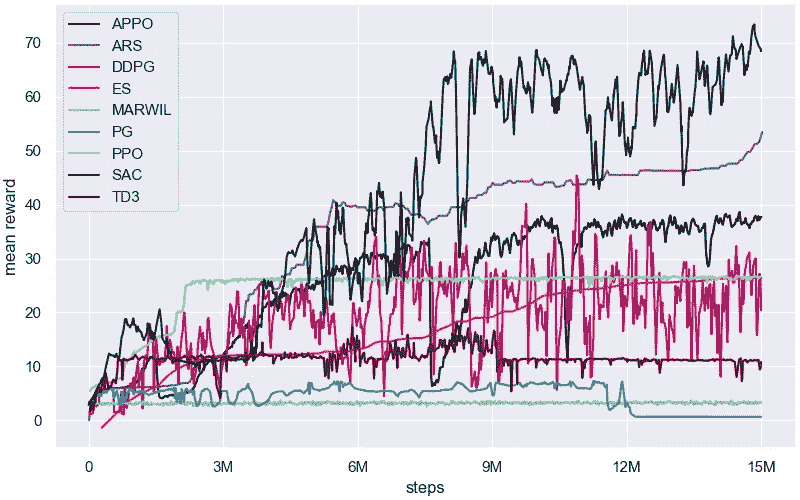 APPO
ARS
DDPG
ES
MARWIL
PG
PPO
SAC
TD3
mean reward
70
60
50
40
30
20
10
0
0 3M 6M 9M 12M 15M
steps